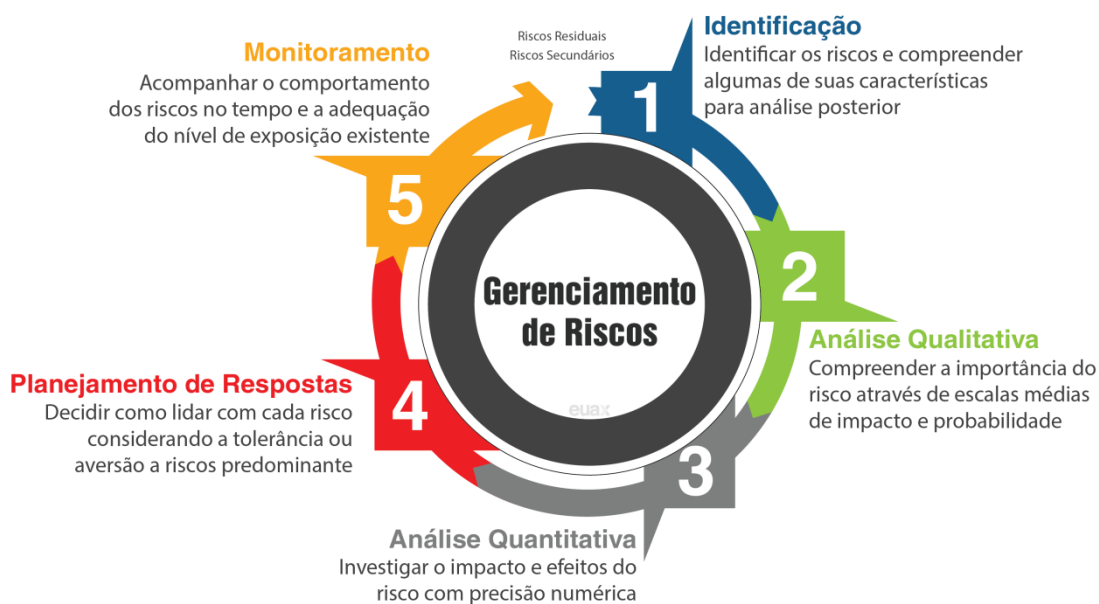 Gerenciamento
de Riscos
euax
Riscos Residuais
Riscos Secundários
1
Identificação
Identificar os riscos e compreender
algumas de suas características
para análise posterior
2
Análise Qualitativa
Compreender a importância do
risco através de escalas médias
de impacto e probabilidade
3
Análise Quantitativa
Investigar o impacto e efeitos do
risco com precisão numérica
4
Planejamento de Respostas
Decidir como lidar com cada risco
considerando a tolerância ou
aversão a riscos predominante
5
Monitoramento
Acompanhar o comportamento
dos riscos no tempo e a adequação
do nível de exposição existente